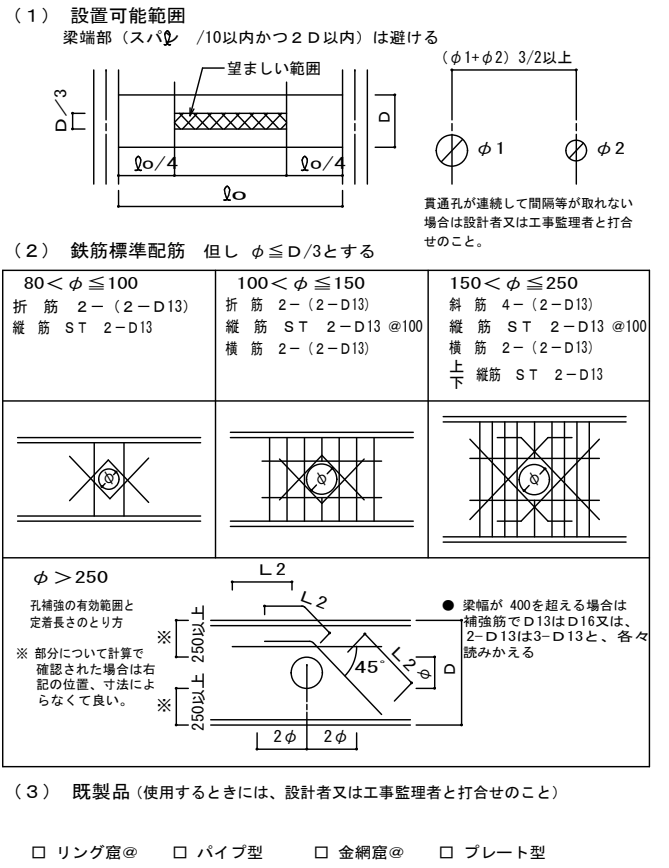 （１） 設置可能範囲
梁端部（スパン ℓo/10以内かつ２Ｄ以内）は避ける
望ましい範囲
D/3
D
ℓo/4
ℓo/4
ℓo
（φ1+φ2）3/2以上
φ1
φ2
貫通孔が連続して間隔等が取れない
場合は設計者又は工事監理者と打合
せのこと。
（２） 鉄筋標準配筋 但し φ≦D/3とする
80＜φ≦100
折 筋 2－（2－D13）
縦 筋 ST 2－D13
100＜φ≦150
折 筋 2－（2－D13）
縦 筋 ST 2－D13 @100
横 筋 2－（2－D13）
150＜φ≦250
斜 筋 4－（2－D13）
縦 筋 ST 2－D13 @100
横 筋 2－（2－D13）
上下 縦筋 ST 2－D13
φ
φ
φ
φ＞250
孔補強の有効範囲と
定着長さのとり方
※ 部分について計算で
確認された場合は右
記の位置、寸法によ
らなくて良い。
L2
L2
※
250以上
※
250以上
45°
L2
φ
D
2φ
2φ
● 梁幅が 400を超える場合は
補強筋でD13はD16又は、
2-D13は3-D13と、各々
読みかえる
（３） 既製品（使用するときには、設計者又は工事監理者と打合せのこと）
□ リング窟@ □ パイプ型 □ 金網窟@ □ プレート型